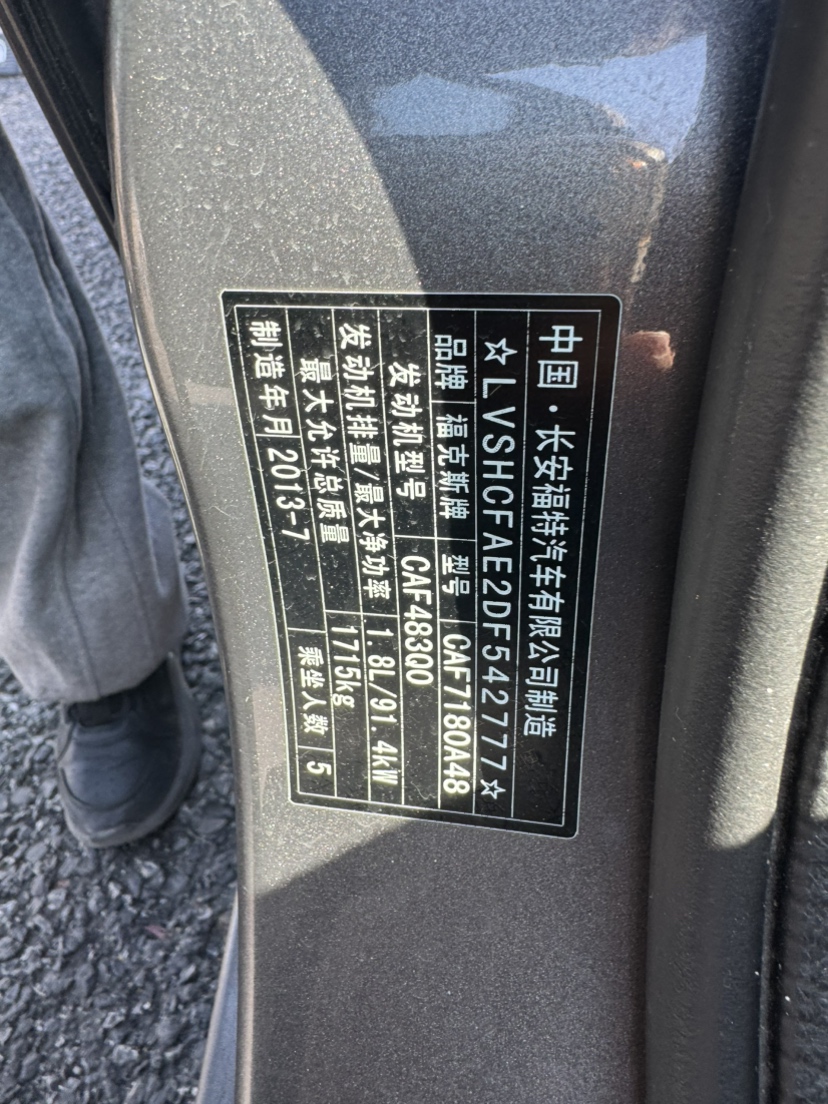 中国·长安福特汽车有限公司制造
☆LVSHCFAE2DF542777☆
品牌 福克斯牌 型号 CAF7180A48
发动机型号 CAF483Q0
发动机排量/最大净功率 1.8L/91.4kW
最大允许总质量 1715kg
制造年月 2013-7 乘坐人数 5